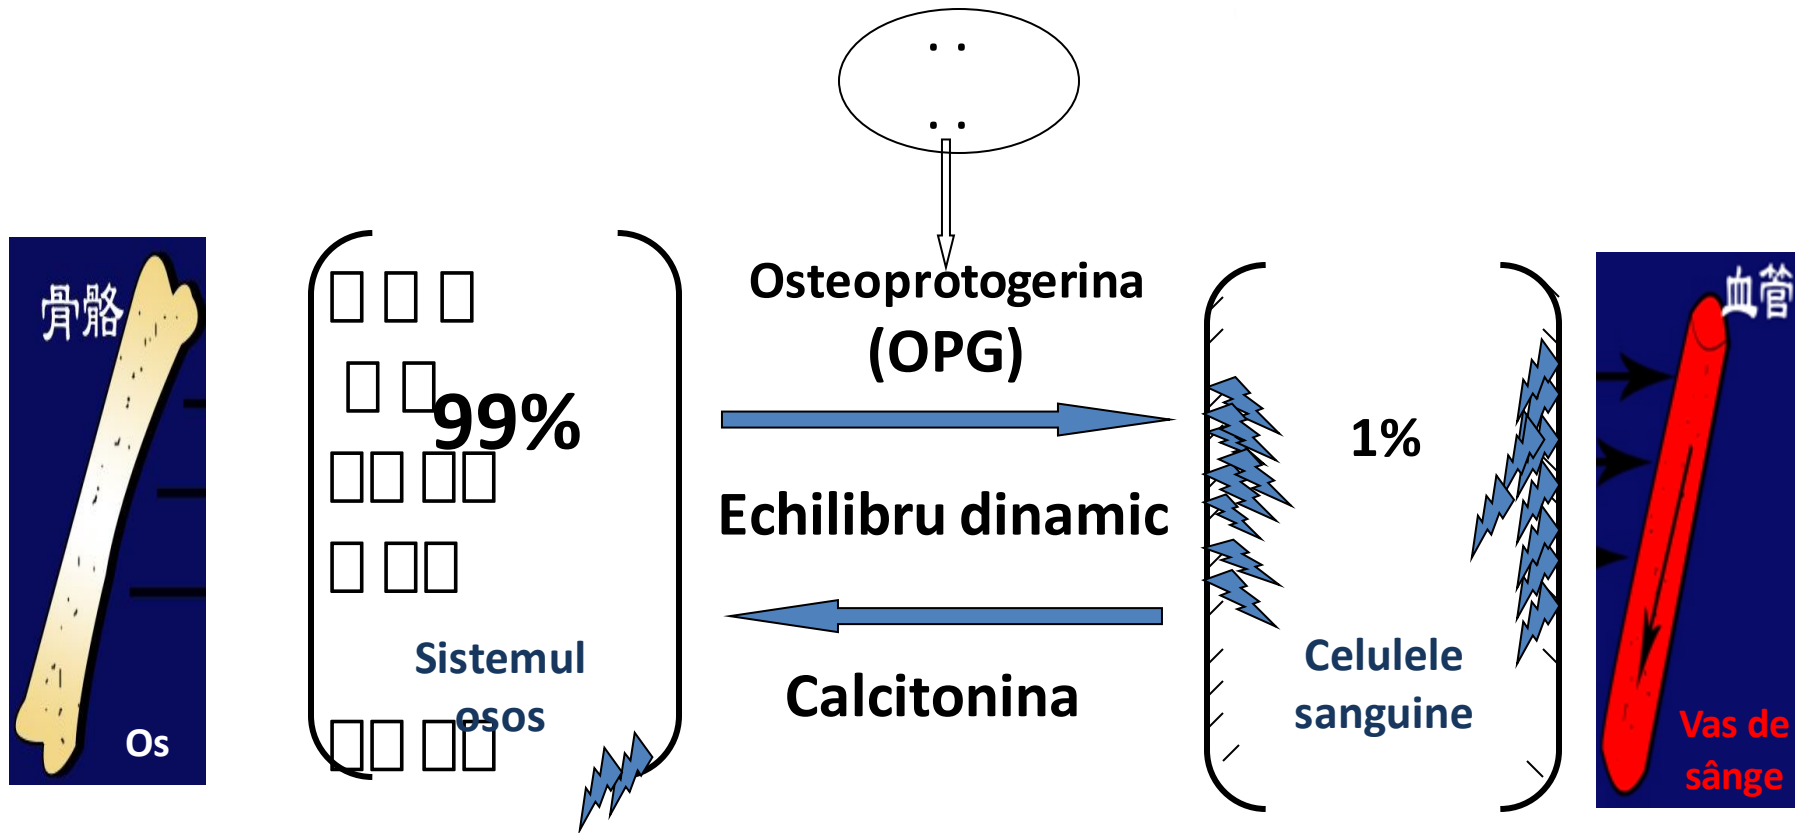 : :
Osteoprotogerina
(OPG)
骨骼
99%
Echilibru dinamic
Calcitonina
Sistemul
osos
Os
1%
Celulele
sanguine
血管
Vas de
sânge